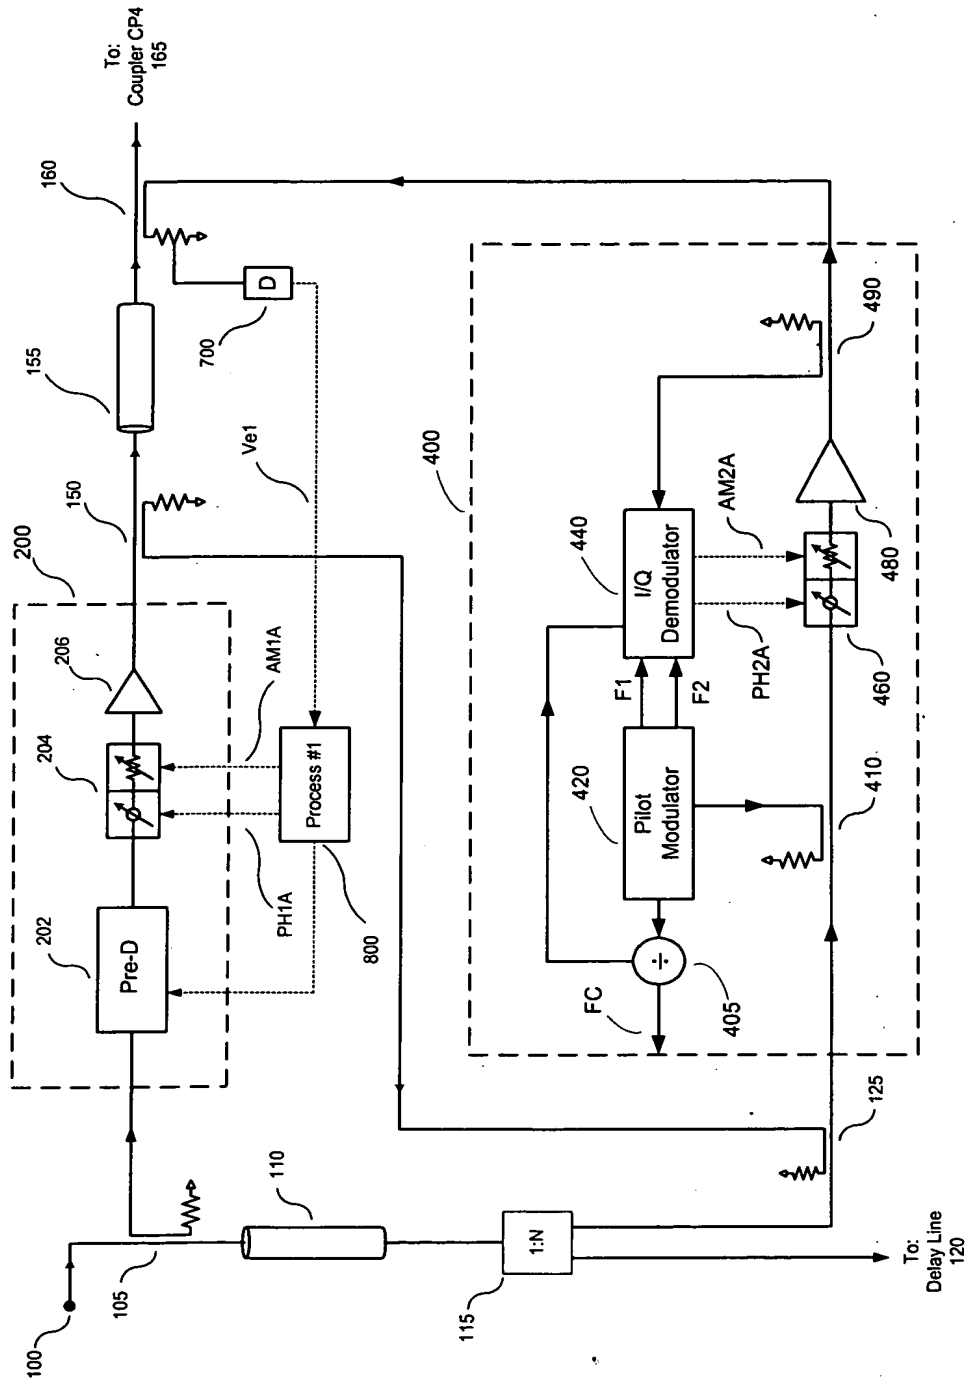 To:
Coupler CP4
165
160
155
150
200
206
204
202
Pre-D
D
700
Ve1
AM1A
PH1A
Process #1
800
400
490
480
460
440
I/Q
Demodulator
AM2A
PH2A
F1
F2
420
Pilot
Modulator
410
÷
405
FC
125
110
1:N
115
105
100
To:
Delay Line
120